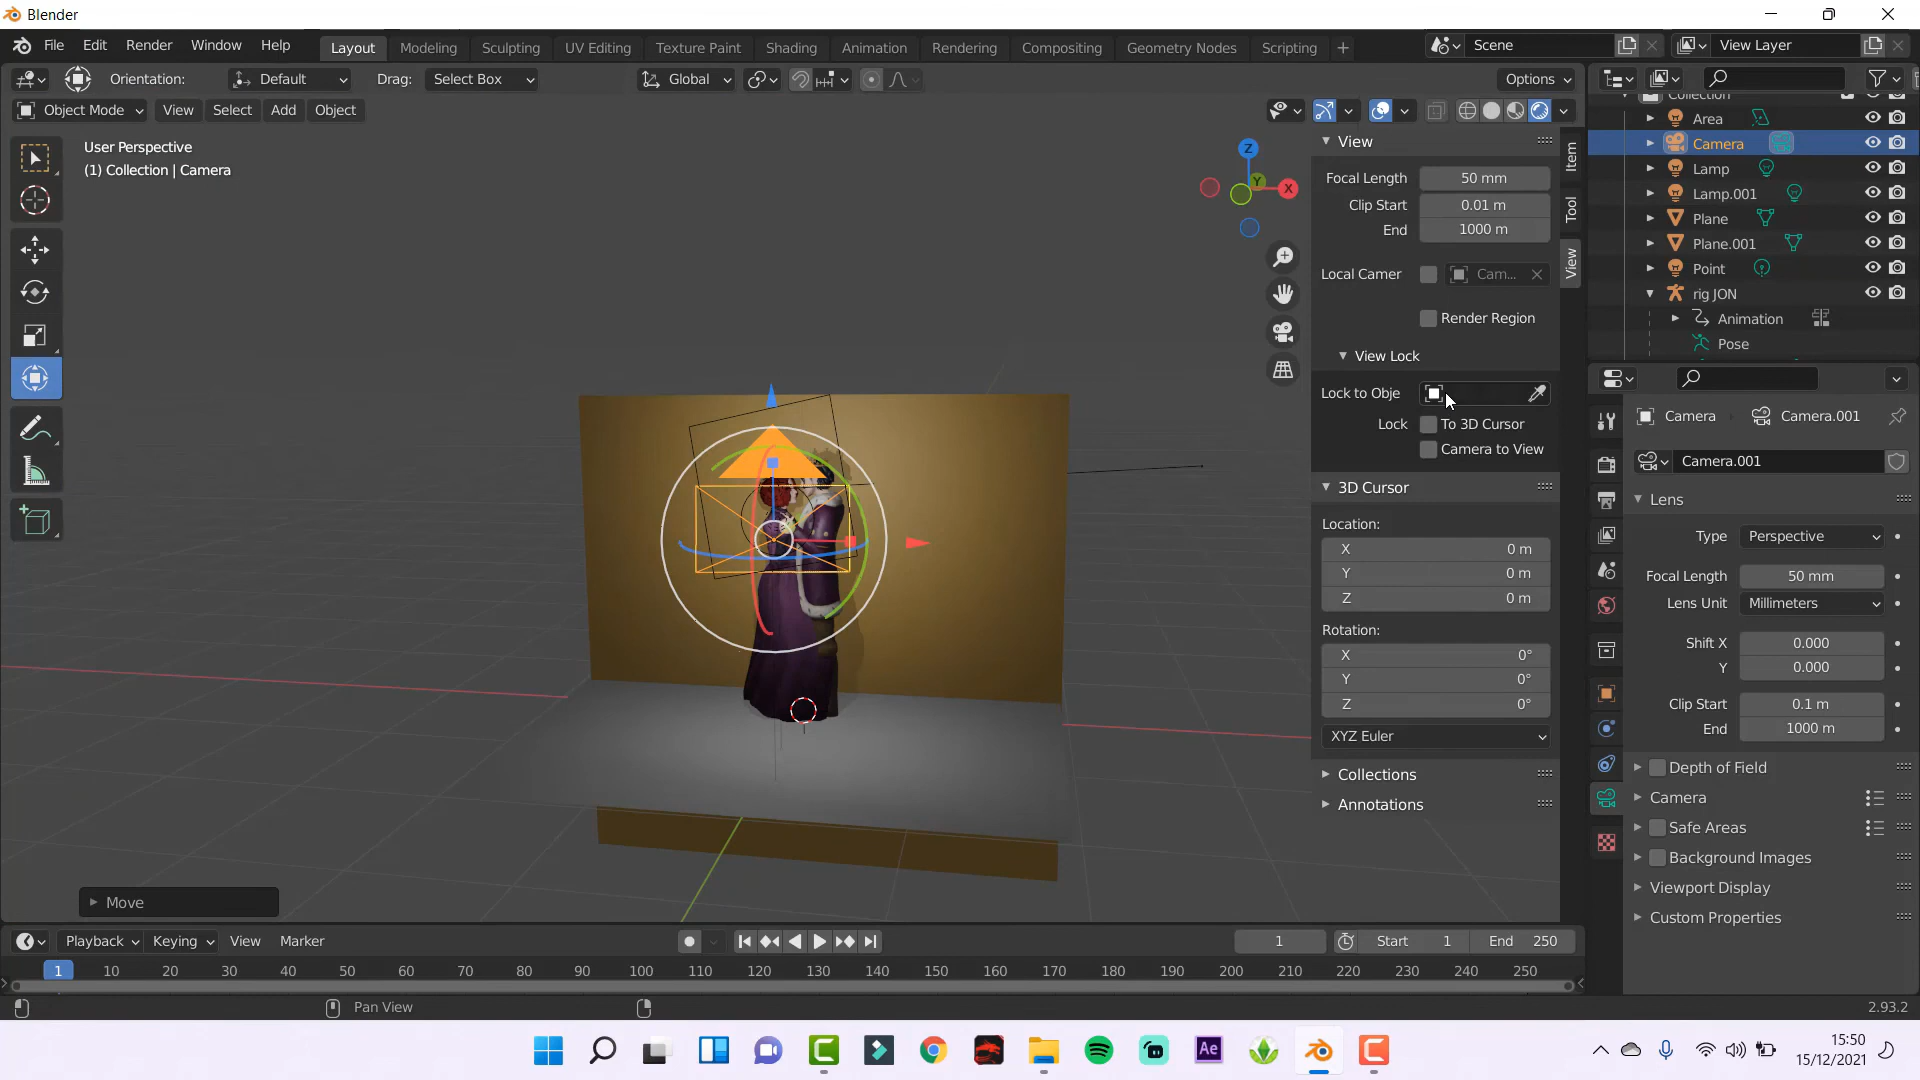 Blender
File Edit Render Window Help Layout Modeling Sculpting UV Editing Texture Paint Shading Animation Rendering Compositing Geometry Nodes Scripting Scene View Layer
Orientation: Default Drag: Select Box Global Options
Object Mode View Select Add Object
User Perspective
(1) Collection | Camera
Z
Y
X
View
Focal Length 50 mm
Clip Start 0.01 m
End 1000 m
Local Camer Cam...
Render Region
View Lock
Lock to Obje
Lock To 3D Cursor
Camera to View
3D Cursor
Location:
X 0 m
Y 0 m
Z 0 m
Rotation:
X 0°
Y 0°
Z 0°
XYZ Euler
Collections
Annotations
Item
Tool
View
Collection
Area
Camera
Lamp
Lamp.001
Plane
Plane.001
Point
rig JON
Animation
Pose
Camera Camera.001
Camera.001
Lens
Type Perspective
Focal Length 50 mm
Lens Unit Millimeters
Shift X 0.000
Y 0.000
Clip Start 0.1 m
End 1000 m
Depth of Field
Camera
Safe Areas
Background Images
Viewport Display
Custom Properties
Move
Playback Keying View Marker 1 Start 1 End 250
1 10 20 30 40 50 60 70 80 90 100 110 120 130 140 150 160 170 180 190 200 210 220 230 240 250
Pan View 2.93.2
Ae
15:50
15/12/2021